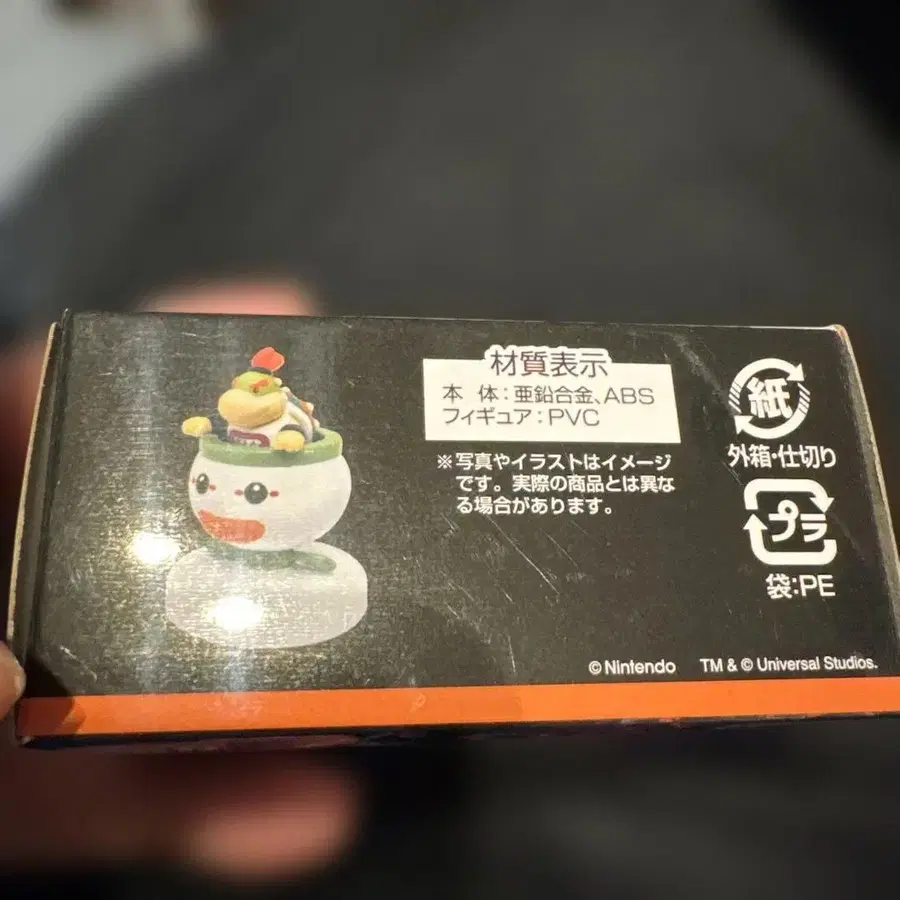 材質表示
本 体：亜鉛合金、ABS
フィギュア：PVC
※写真やイラストはイメージ
です。実際の商品とは異な
る場合があります。
紙
外箱・仕切り
プラ
袋：PE
©Nintendo TM & © Universal Studios.